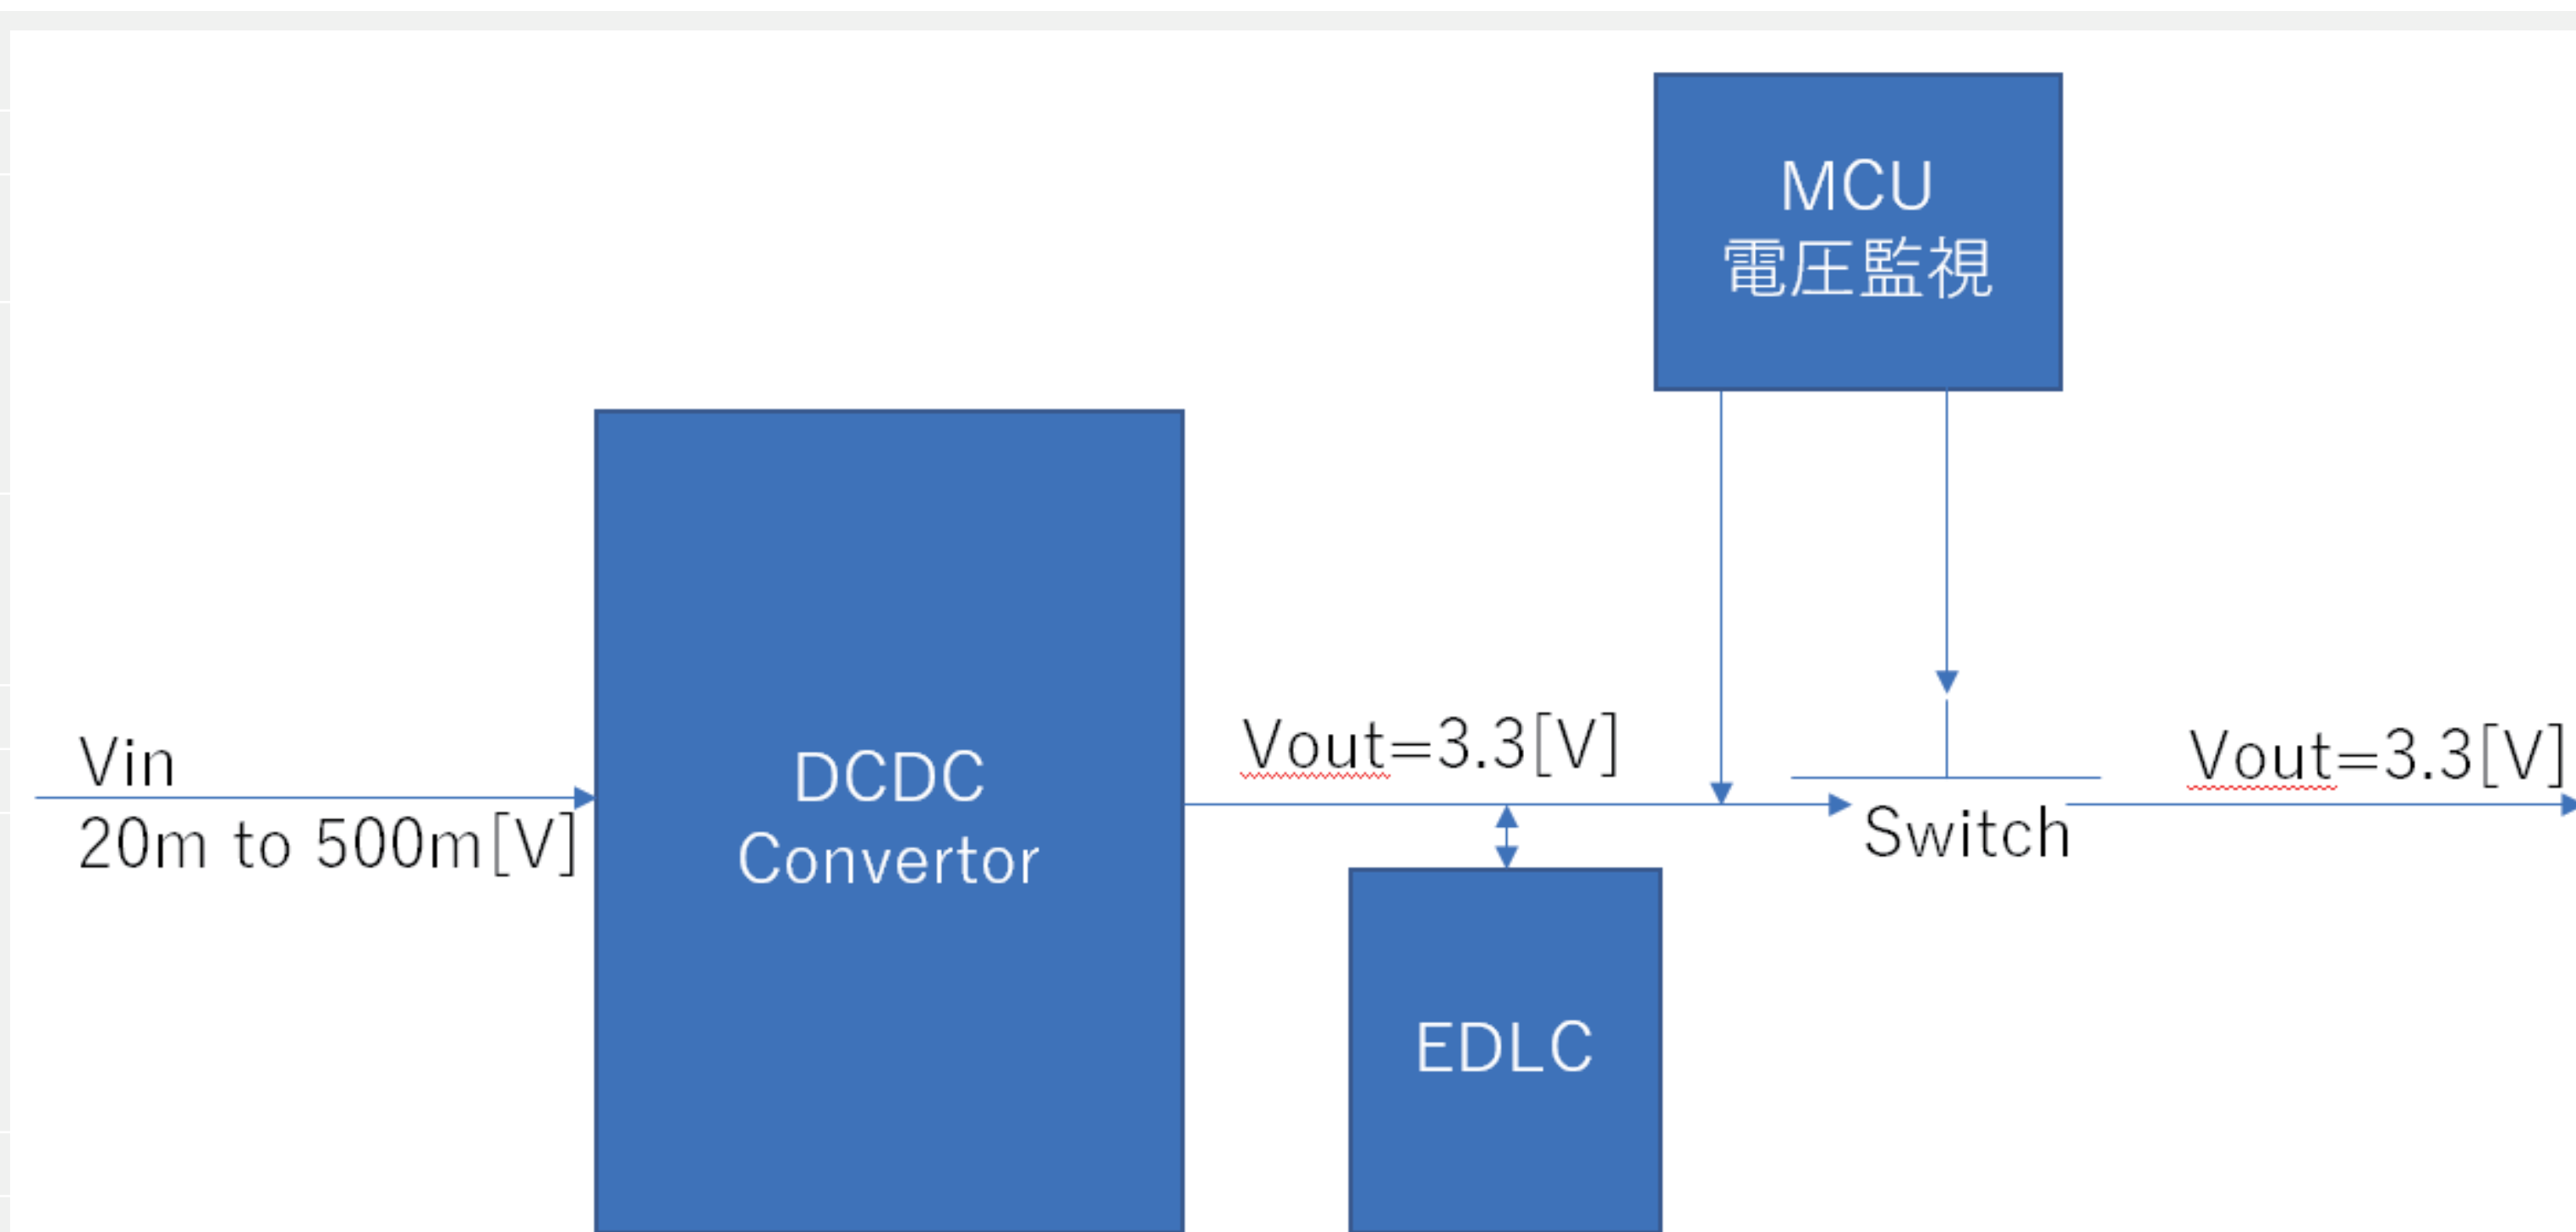 MCU
電圧監視
Vin
20m to 500m[V]
DCDC
Convertor
Vout=3.3[V]
Switch
Vout=3.3[V]
EDLC